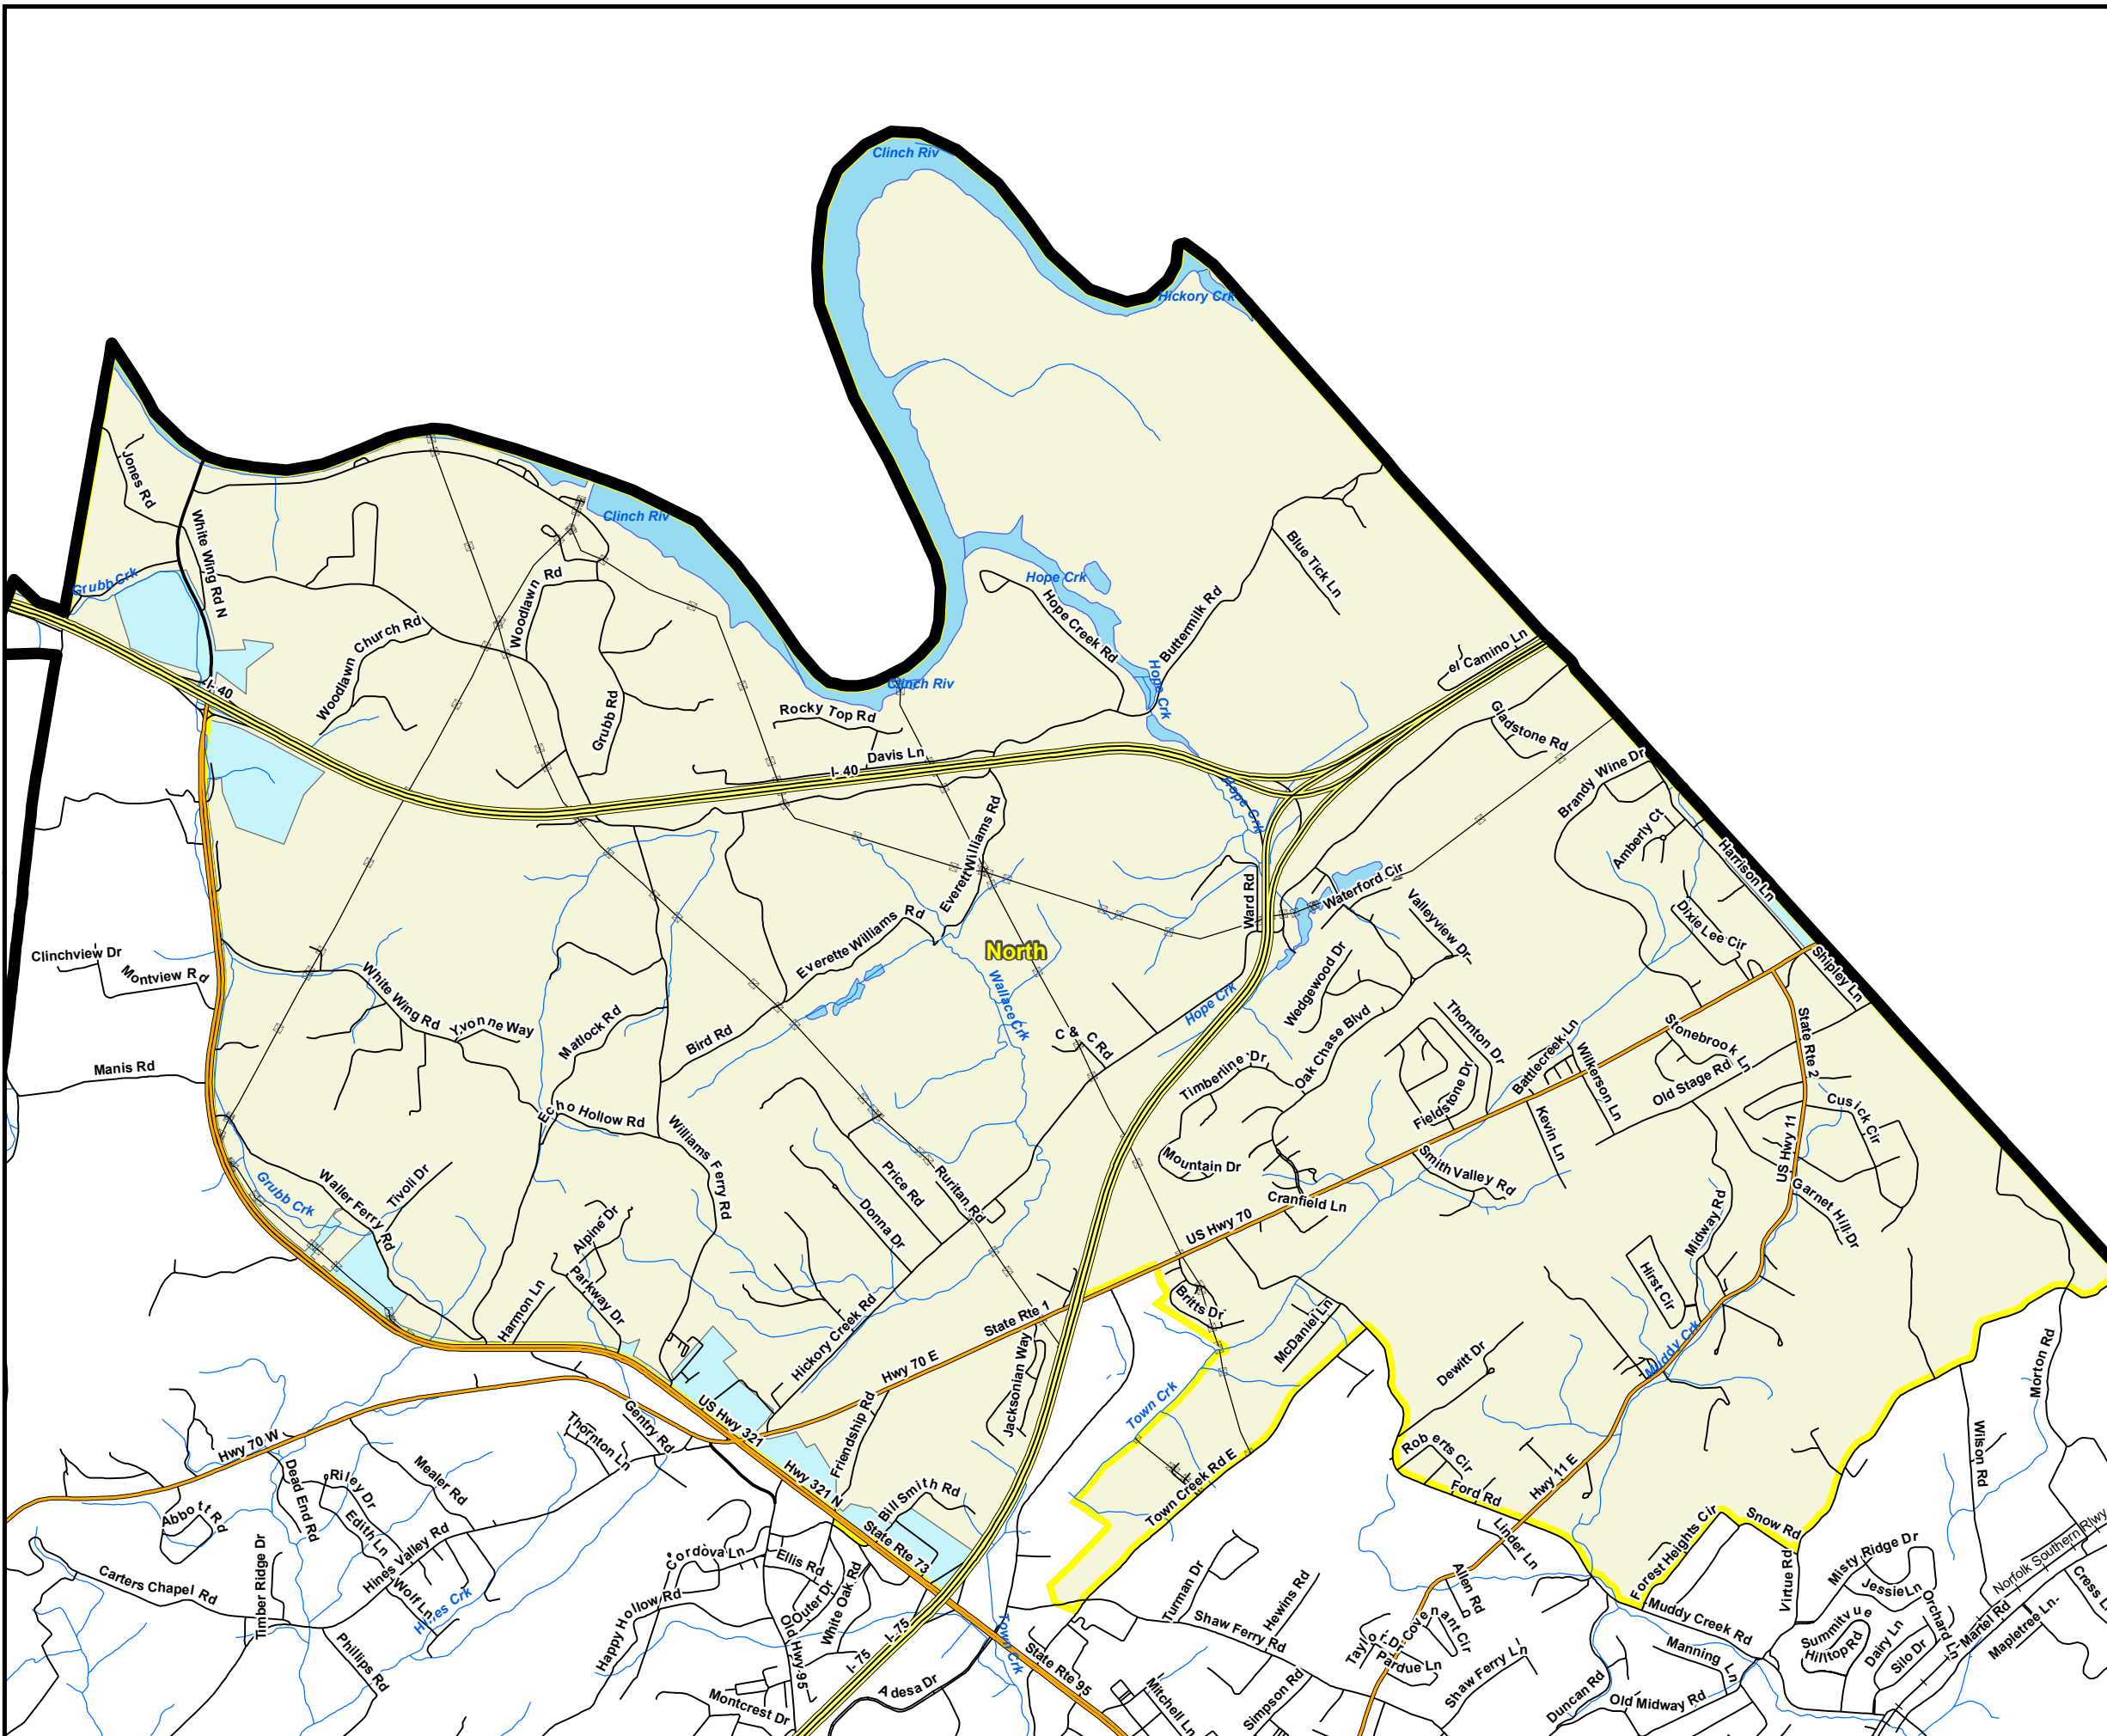 Clinch Riv
Hickory Crk
Jones Rd
White Wing Rd N
Clinch Riv
Woodlawn Rd
Grubb Crk
Hope Crk
Blue Tick Ln
Hope Creek Rd
Buttermilk Rd
Woodlawn Church Rd
el Camino Ln
Hope Crk
I- 40
Clinch Riv
Grubb Rd
Rocky Top Rd
Gladstone Rd
Davis Ln
I- 40
Brandy Wine Dr
Hope Crk
Everett Williams Rd
Amberly Ct
Harrison Ln
Ward Rd
Waterford Cir
Valleyview Dr
Dixie Lee Cir
Everette Williams Rd
North
Clinchview Dr
Montview Rd
White Wing Rd
Wedgewood Dr
Shipley Ln
Wallace Crk
Hope Crk
Yvonne Way
Matlock Rd
Bird Rd
C & C Rd
Oak Chase Blvd
Thornton Dr
Battlecreek Ln
Wilkerson Ln
Stonebrook Ln
State Rte 2
Manis Rd
Timberline Dr
Fieldstone Dr
Old Stage Rd
Echo Hollow Rd
Cusick Cir
Kevin Ln
US Hwy 11
Williams Ferry Rd
Mountain Dr
Smith Valley Rd
Grubb Crk
Waller Ferry Rd
Tivoli Dr
Price Rd
Ruritan Rd
Cranfield Ln
Donna Dr
Alpine Dr
US Hwy 70
Midway Rd
Garnet Hill Dr
Parkway Dr
Hirst Cir
Harmon Ln
Britts Dr
State Rte 1
McDaniel Ln
Hickory Creek Rd
Hwy 70 E
Jacksonian Way
Dewitt Dr
Muddy Crk
Morton Rd
US Hwy 321
Friendship Rd
Town Crk
Gentry Rd
Thornton Ln
Hwy 70 W
Roberts Cir
Wilson Rd
Mealer Rd
Dead End Rd
Riley Dr
Hwy 321 N
Bill Smith Rd
Town Creek Rd E
Ford Rd
Hwy 11 E
Abbott Rd
Edith Ln
State Rte 73
Snow Rd
Forest Heights Cir
Linder Ln
Timber Ridge Dr
Hines Valley Rd
Cordova Ln
Ellis Rd
Misty Ridge Dr
Norfolk Southern Rlwy
Carters Chapel Rd
Wolf Ln
Hines Crk
Happy Hollow Rd
Outer Dr
White Oak Rd
Turman Dr
Hewins Rd
Allen Rd
Virtue Rd
Jessie Ln
Orchard Ln
Cress L
Old Hwy 95
Shaw Ferry Rd
Covenant Cir
Taylor Dr
Pardue Ln
Muddy Creek Rd
Summitvue
Hilltop Rd
Dairy Ln
Silo Dr
Martel Rd
Mapletree Ln
Philips Rd
I- 75
I- 75
Town Crk
State Rte 95
Manning Ln
Shaw Ferry Ln
Adesa Dr
Montcrest Dr
Mitchell Ln
Simpson Rd
Duncan Rd
Old Midway Rd